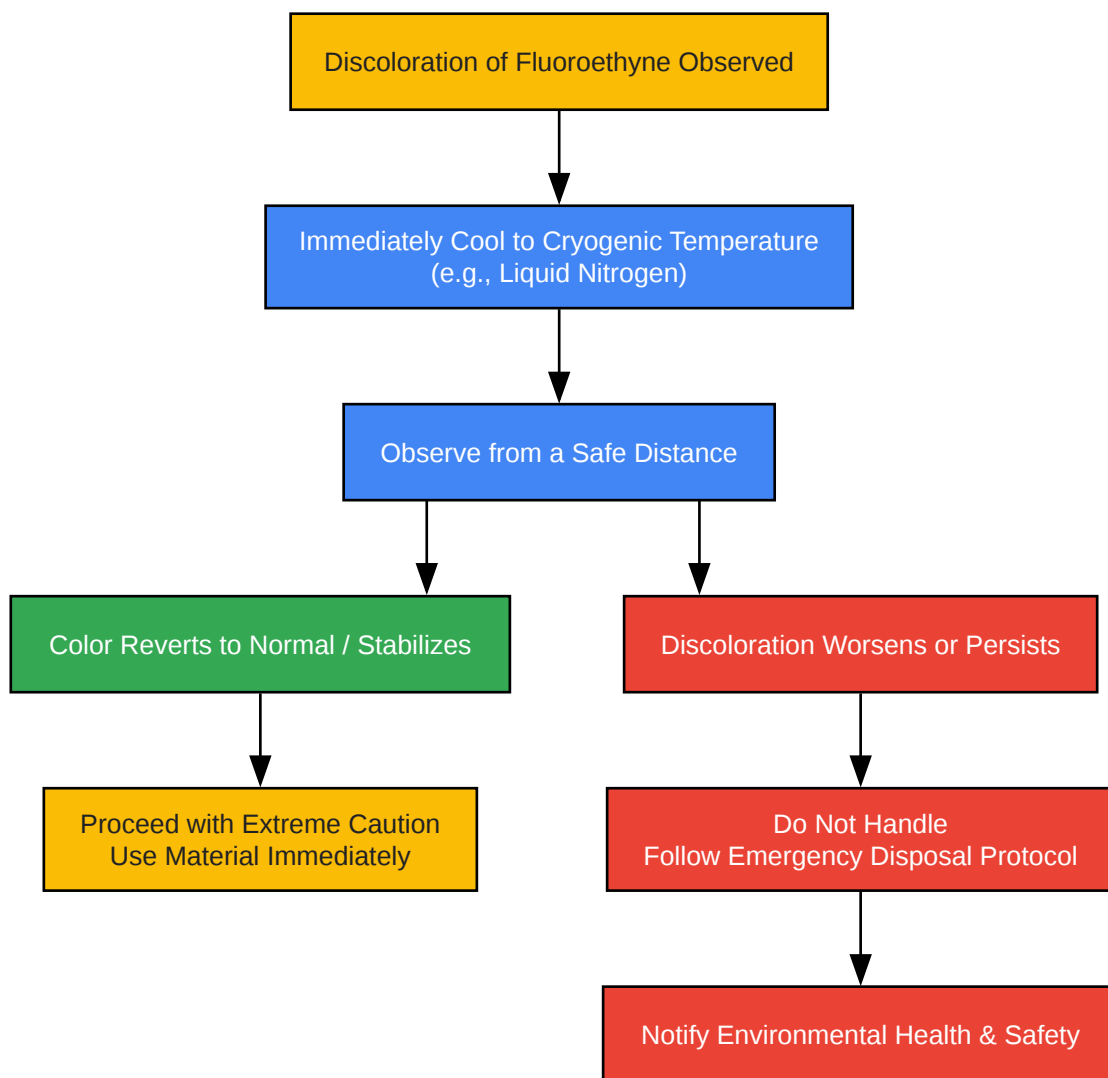 Discoloration of Fluoroethyne Observed
Immediately Cool to Cryogenic Temperature
(e.g., Liquid Nitrogen)
Observe from a Safe Distance
Color Reverts to Normal / Stabilizes
Discoloration Worsens or Persists
Proceed with Extreme Caution
Use Material Immediately
Do Not Handle
Follow Emergency Disposal Protocol
Notify Environmental Health & Safety